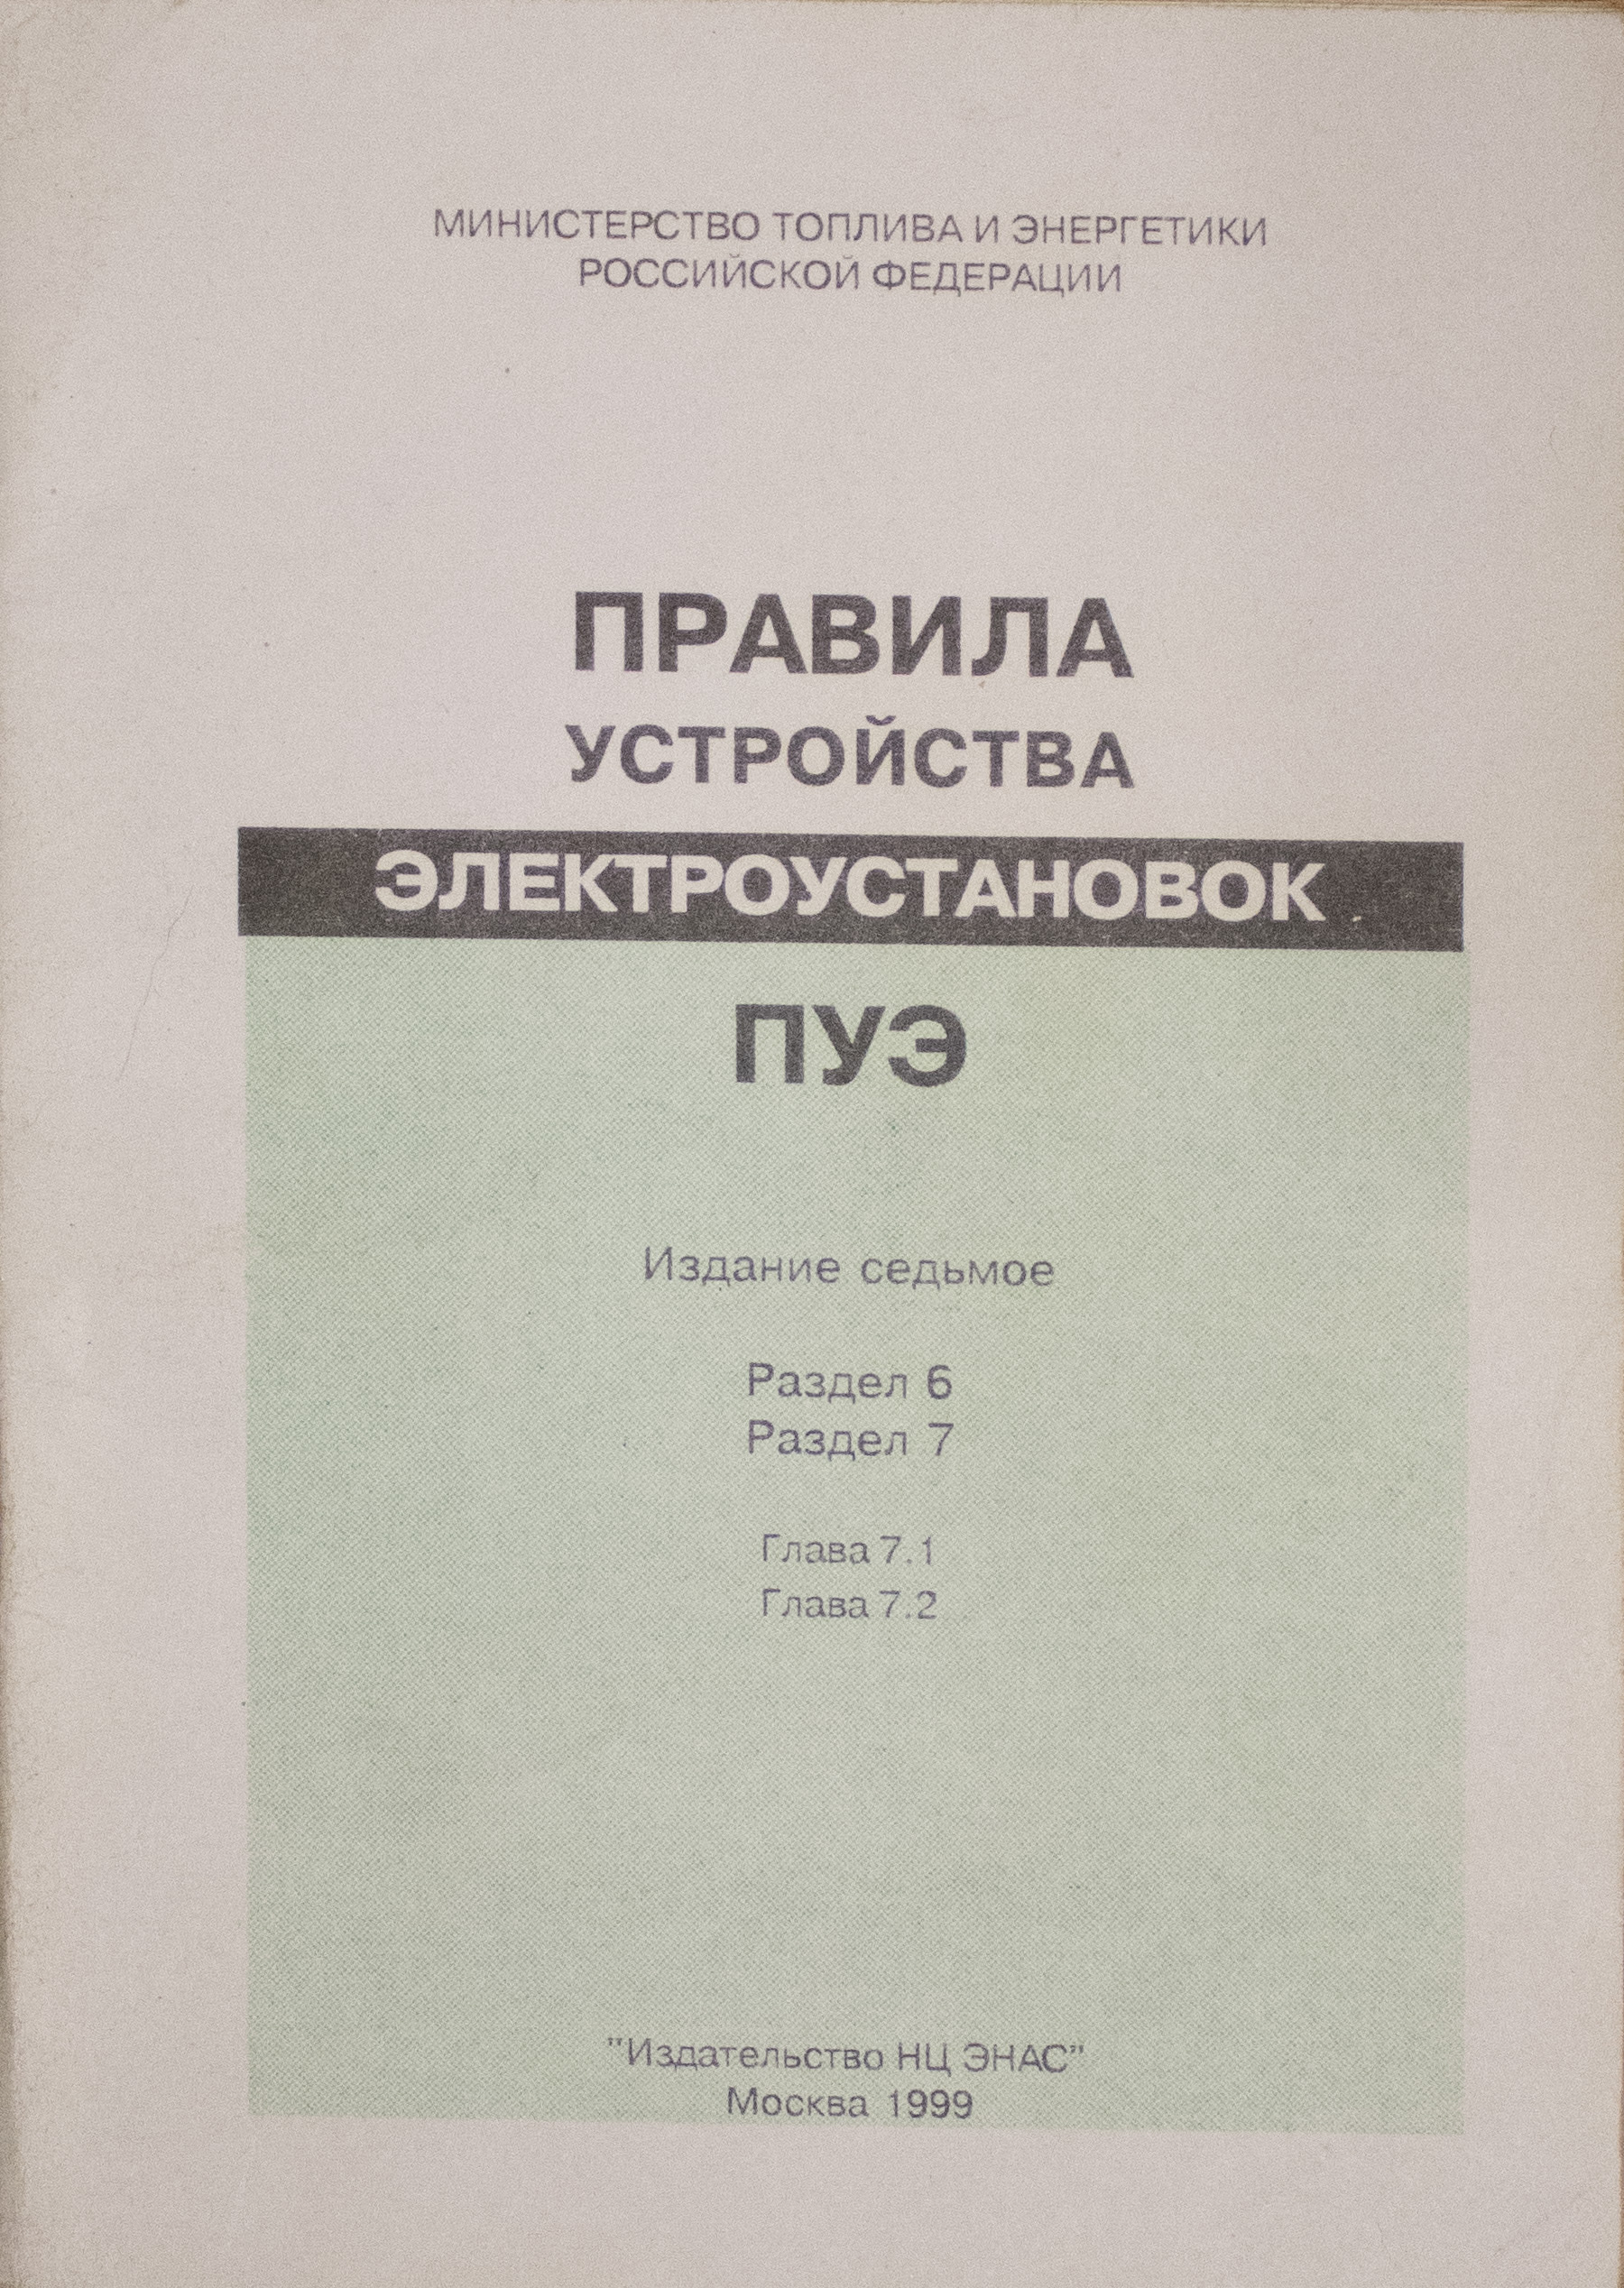 МИНИСТЕРСТВО ТОПЛИВА И ЭНЕРГЕТИКИ
РОССИЙСКОЙ ФЕДЕРАЦИИ
ПРАВИЛА
УСТРОЙСТВА
ЭЛЕКТРОУСТАНОВОК
ПУЭ
Издание седьмое
Раздел 6
Раздел 7
Глава 7.1
Глава 7.2
"Издательство НЦ ЭНАС"
Москва 1999